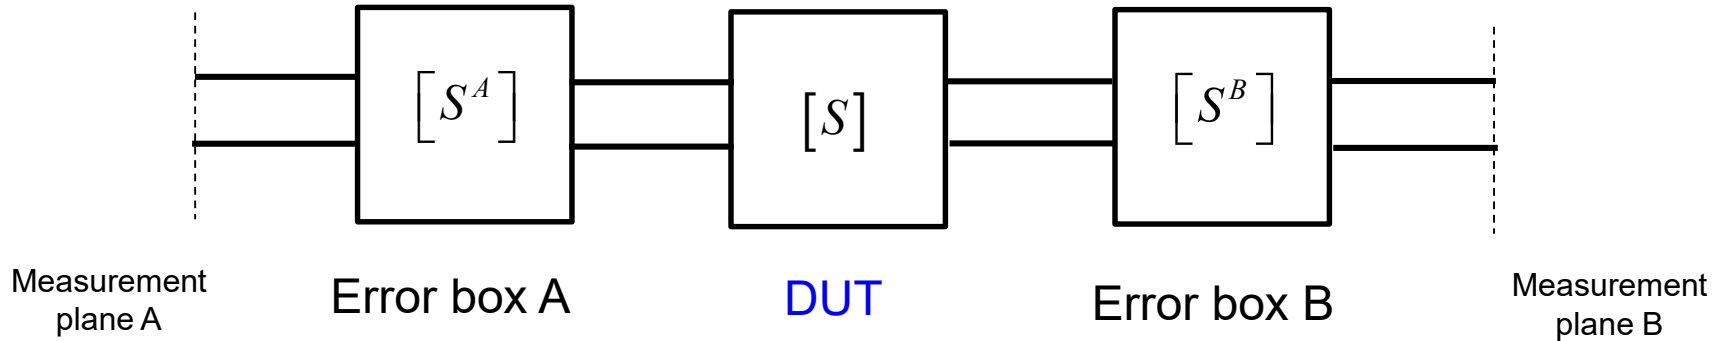 [S^A]
[S]
[S^B]
Measurement
plane A
Error box A
DUT
Error box B
Measurement
plane B